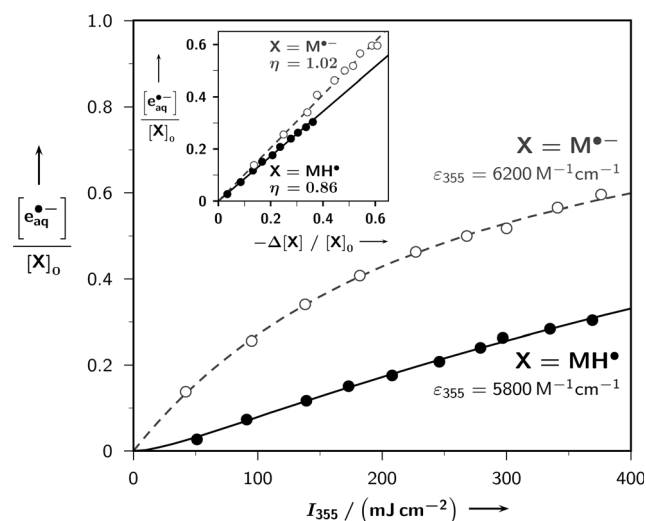 [e_aq^•−]
[X]_0
1.0
0.8
0.6
0.4
0.2
0
0 100 200 300 400
I_355 / (mJ cm^−2) ⟶
X = M^•−
ε_355 = 6200 M^−1cm^−1
X = MH^•
ε_355 = 5800 M^−1cm^−1
[e_aq^•−]
[X]_0
0.6
0.4
0.2
0
0 0.2 0.4 0.6
−Δ[X] / [X]_0 ⟶
X = M^•−
η = 1.02
X = MH^•
η = 0.86